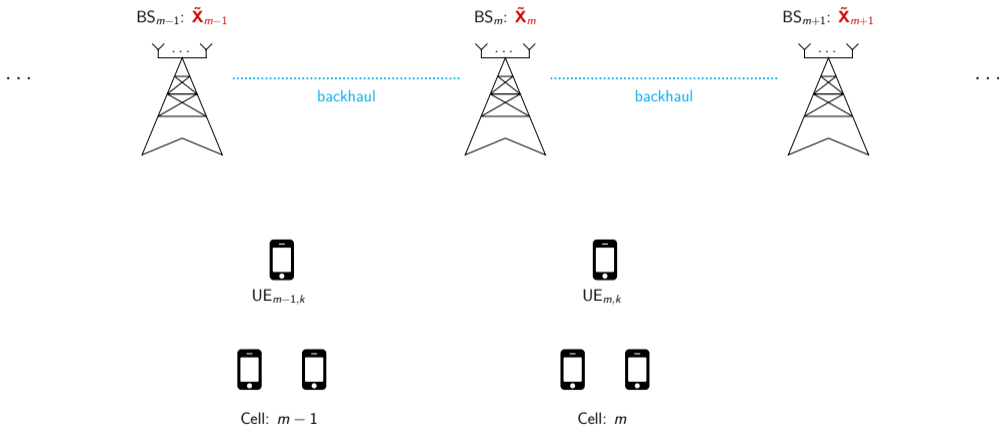 BSₘ₋₁: X̃ₘ₋₁
BSₘ: X̃ₘ
BSₘ₊₁: X̃ₘ₊₁
... ... ... ... ...
backhaul
backhaul
UEₘ₋₁,ₖ
UEₘ,ₖ
Cell: m − 1
Cell: m